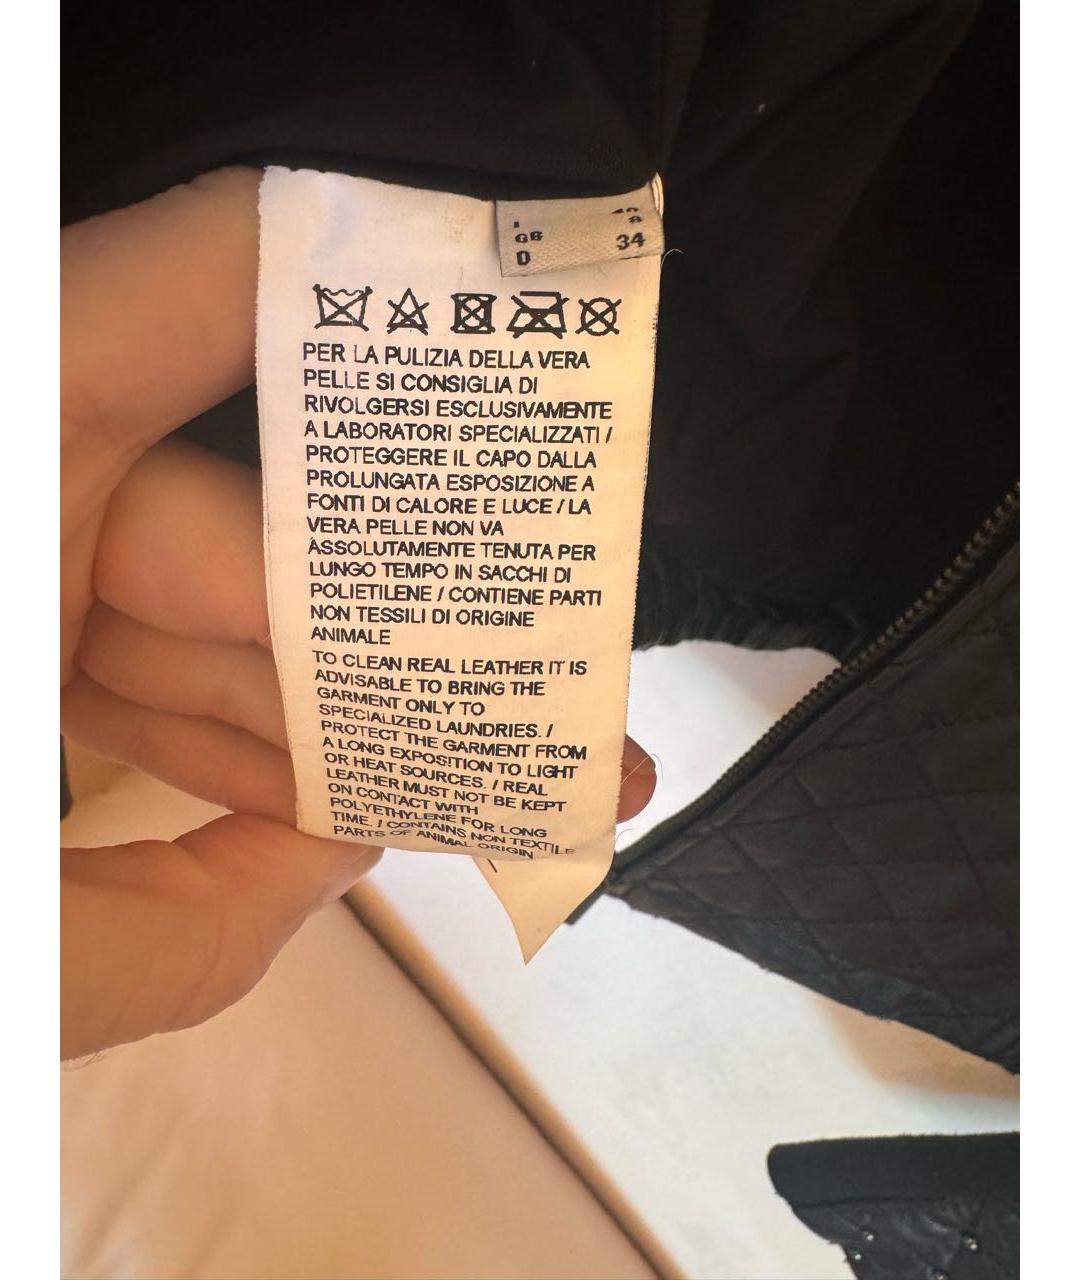 I
GB 8
D 34
PER LA PULIZIA DELLA VERA
PELLE SI CONSIGLIA DI
RIVOLGERSI ESCLUSIVAMENTE
A LABORATORI SPECIALIZZATI /
PROTEGGERE IL CAPO DALLA
PROLUNGATA ESPOSIZIONE A
FONTI DI CALORE E LUCE / LA
VERA PELLE NON VA
ASSOLUTAMENTE TENUTA PER
LUNGO TEMPO IN SACCHI DI
POLIETILENE / CONTIENE PARTI
NON TESSILI DI ORIGINE
ANIMALE
TO CLEAN REAL LEATHER IT IS
ADVISABLE TO BRING THE
GARMENT ONLY TO
SPECIALIZED LAUNDRIES. /
PROTECT THE GARMENT FROM
A LONG EXPOSITION TO LIGHT
OR HEAT SOURCES. / REAL
LEATHER MUST NOT BE KEPT
ON CONTACT WITH
POLYETHYLENE FOR LONG
TIME. / CONTAINS NON TEXTILE
PARTS OF ANIMAL ORIGIN